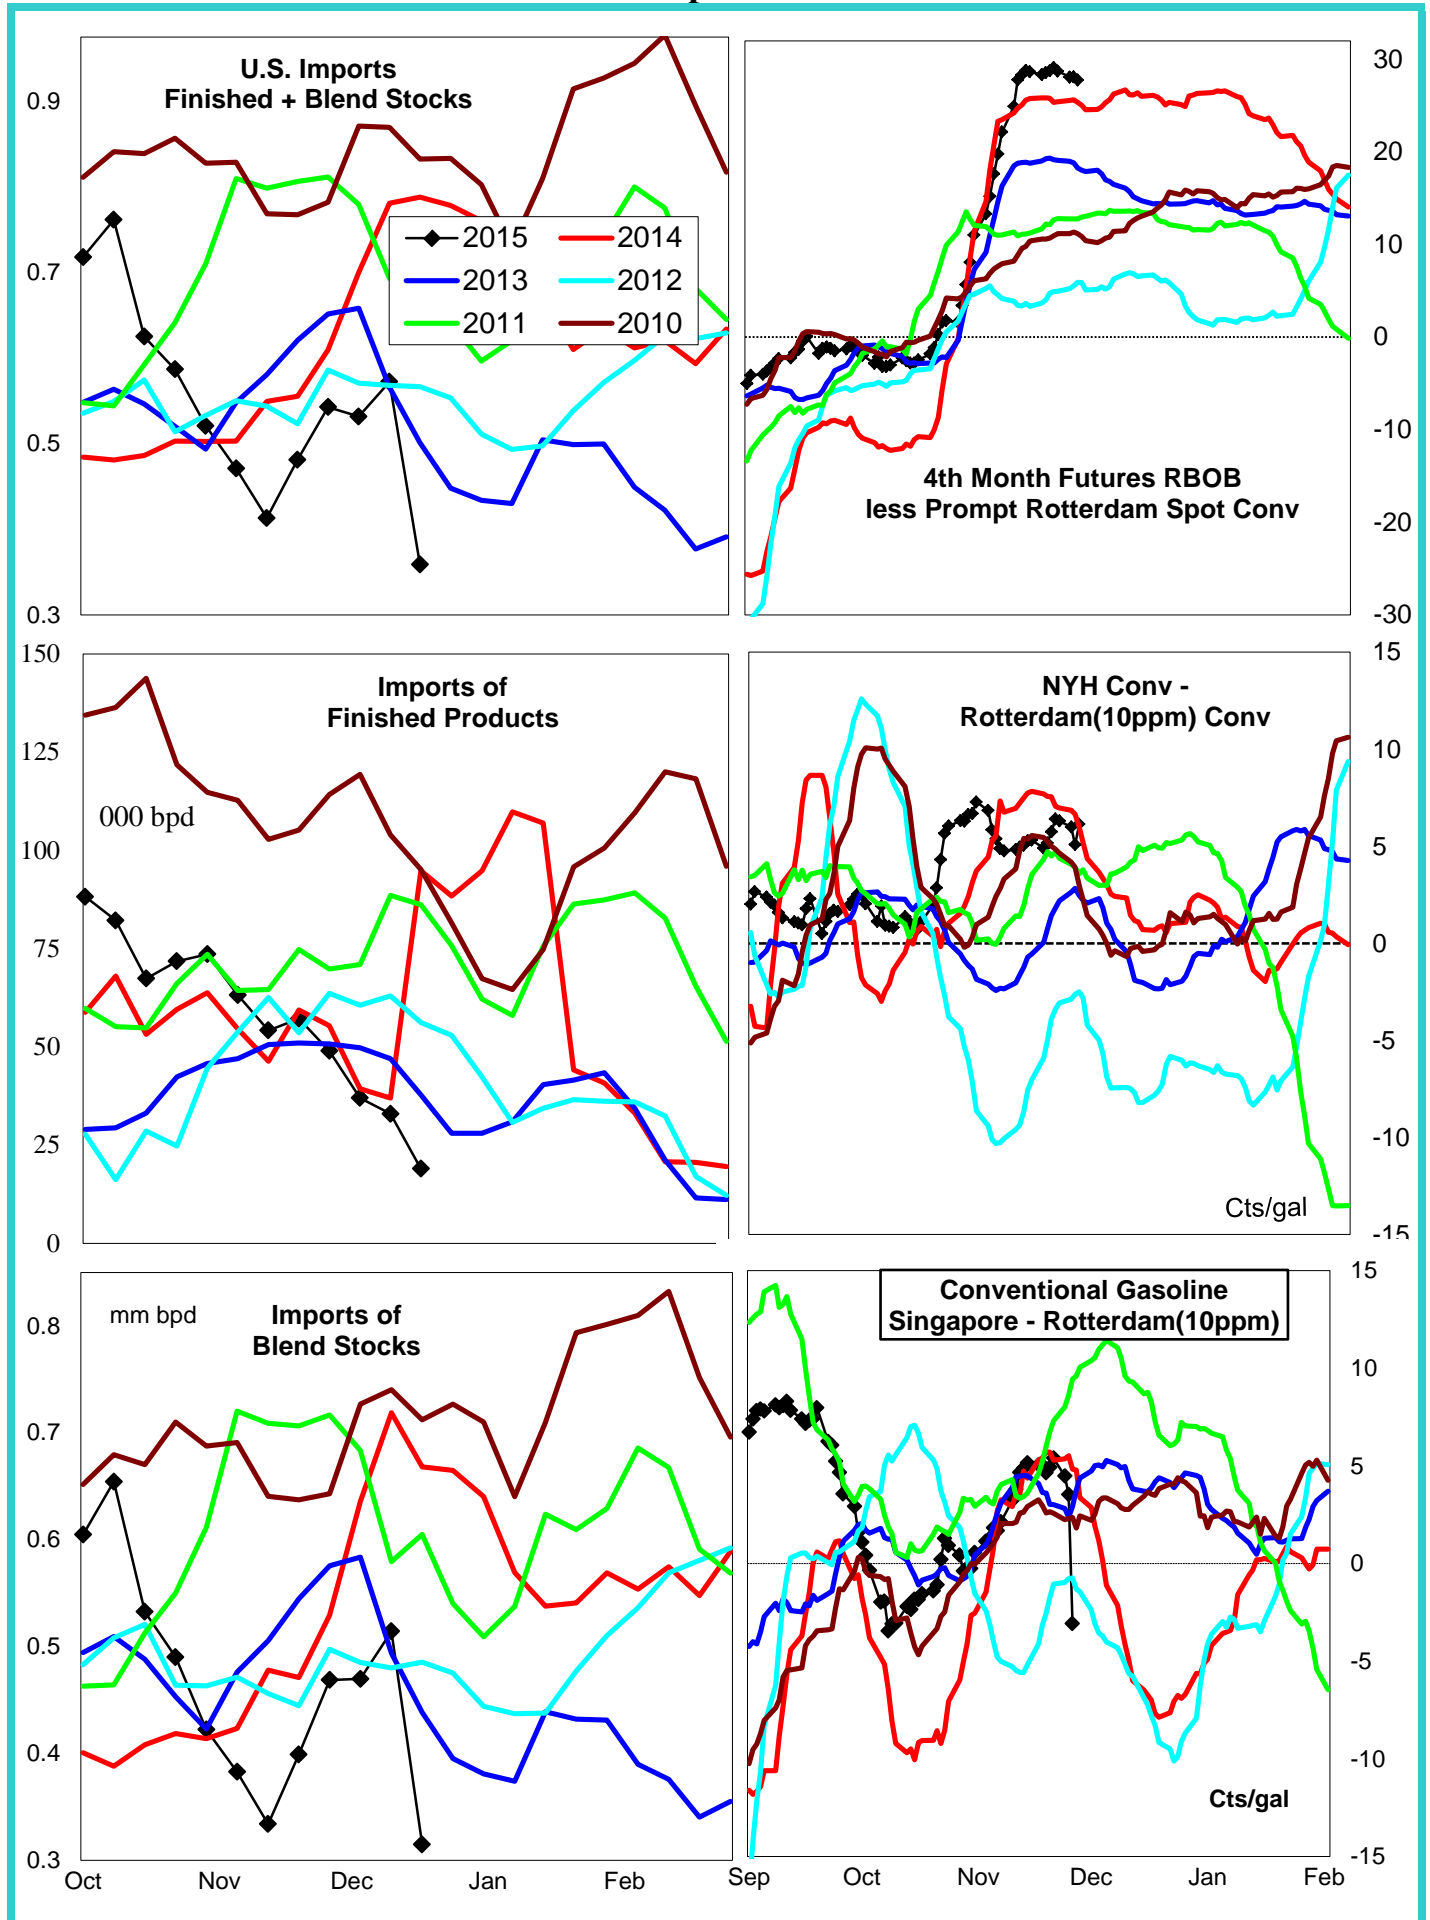 U.S. Imports
Finished + Blend Stocks
0.9
0.7
0.5
0.3
2015
2014
2013
2012
2011
2010
30
20
10
0
-10
-20
-30
4th Month Futures RBOB
less Prompt Rotterdam Spot Conv
150
125
100
75
50
25
0
Imports of
Finished Products
000 bpd
15
10
5
0
-5
-10
-15
NYH Conv -
Rotterdam(10ppm) Conv
Cts/gal
mm bpd
Imports of
Blend Stocks
0.8
0.7
0.6
0.5
0.4
0.3
Oct
Nov
Dec
Jan
Feb
Conventional Gasoline
Singapore - Rotterdam(10ppm)
15
10
5
0
-5
-10
-15
Cts/gal
Sep
Oct
Nov
Dec
Jan
Feb